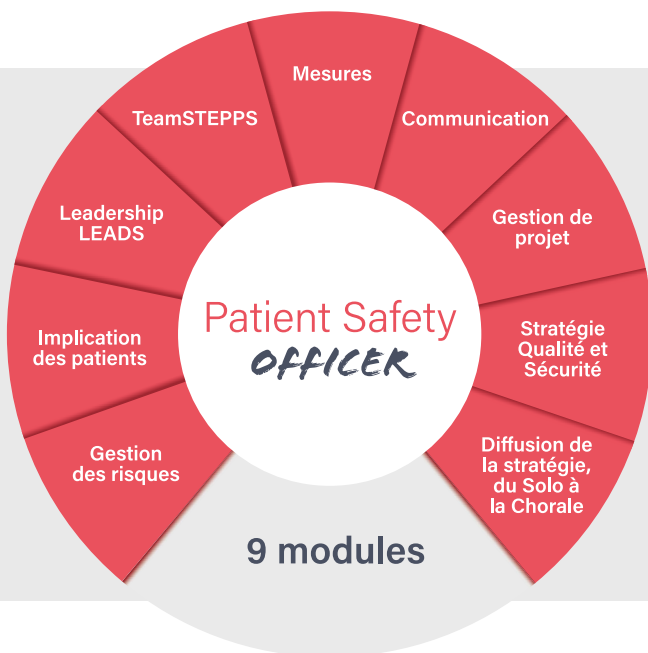 Mesures
TeamSTEPPS
Communication
Leadership
LEADS
Gestion de
projet
Implication
des patients
Stratégie
Qualité et
Sécurité
Gestion
des risques
Diffusion de
la stratégie,
du Solo à
la Chorale
Patient Safety
OFFICER
9 modules